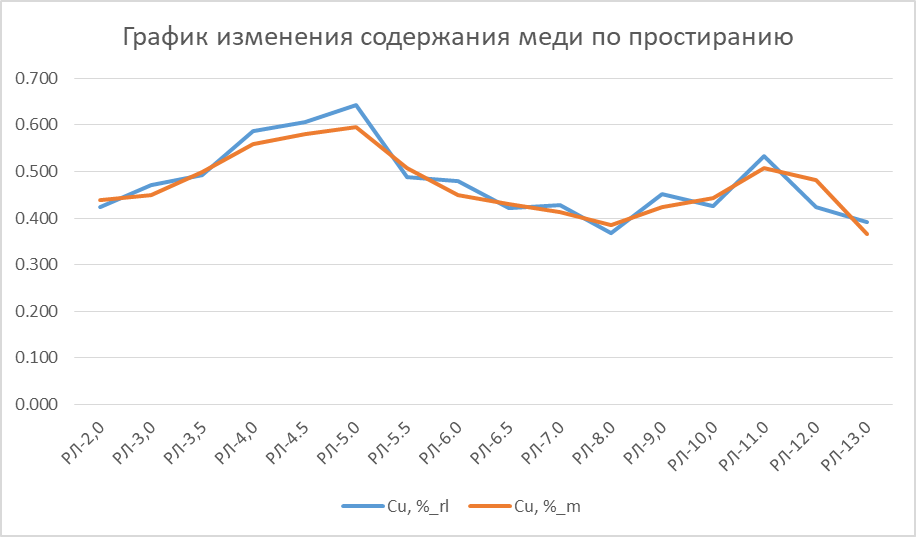 График изменения содержания меди по простиранию
0.700
0.600
0.500
0.400
0.300
0.200
0.100
0.000
РЛ-2,0
РЛ-3,0
РЛ-3,5
РЛ-4,0
РЛ-4.5
РЛ-5.0
РЛ-5.5
РЛ-6.0
РЛ-6.5
РЛ-7.0
РЛ-8.0
РЛ-9,0
РЛ-10,0
РЛ-11.0
РЛ-12.0
РЛ-13.0
Cu, %_rl Cu, %_m